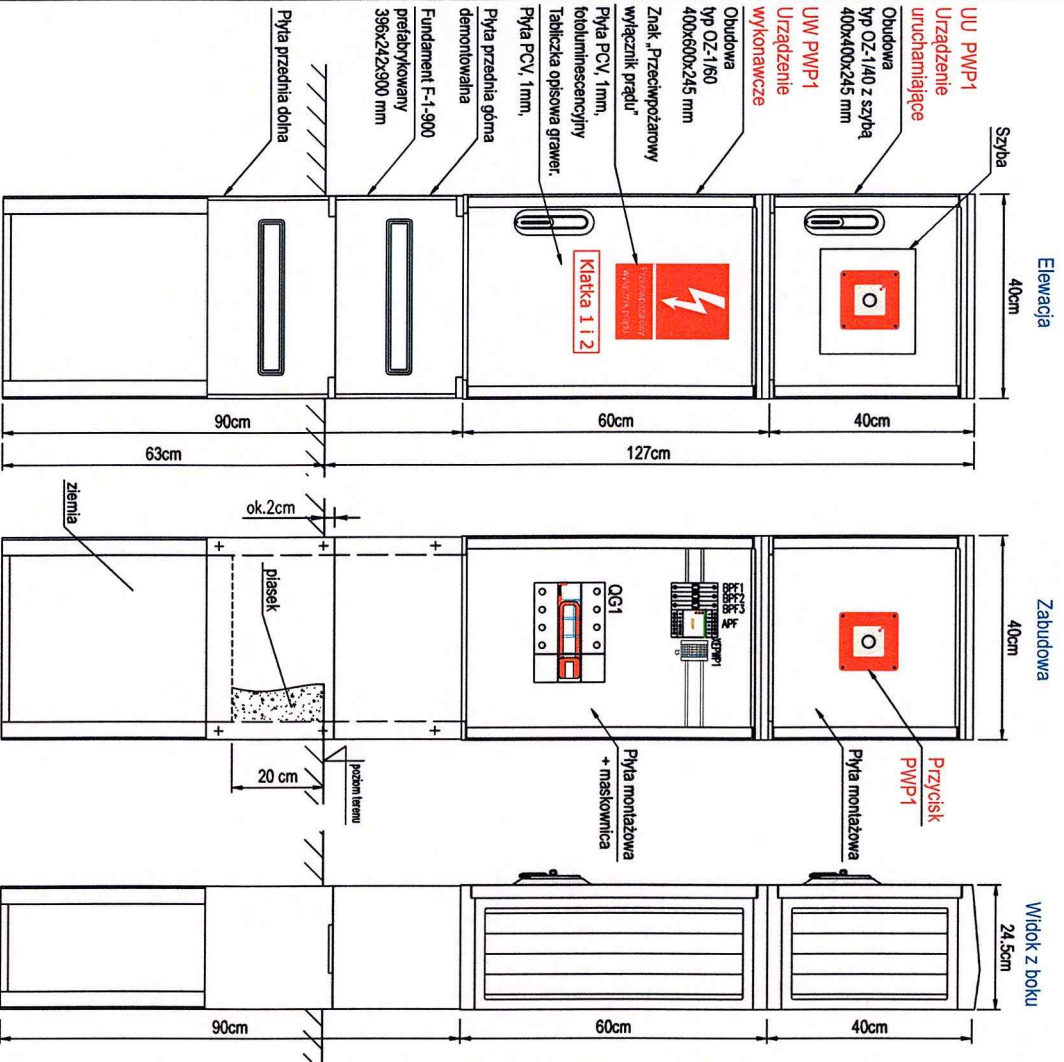 Elewacja
40cm
UU PWP1
Urządzenie
uruchamiające
Obudowa
typ OZ-1/40 z szybą
400x400x245 mm
Szyba
UW PWP1
Urządzenie
wykonawcze
Obudowa
typ OZ-1/60
400x600x245 mm
Znak „Przeciwpożarowy
wyłącznik prądu"
Płyta PCV, 1mm,
fotoluminescencyjny
Tabliczka opisowa grawer.
Płyta PCV, 1mm,
Płyta przednia górna
demontowalna
Fundament F-1-900
prefabrykowany
396x242x900 mm
Płyta przednia dolna
Przeciwpożarowy
wyłącznik prądu
Klatka 1 i 2
40cm
60cm
90cm
127cm
63cm
Zabudowa
40cm
Przycisk
PWP1
Płyta montażowa
BPF1
BPF2
BPF3
APF
QG1
Płyta montażowa
+ maskownica
poziom terenu
ok.2cm
piasek
20 cm
ziemia
Widok z boku
24,5cm
40cm
60cm
90cm